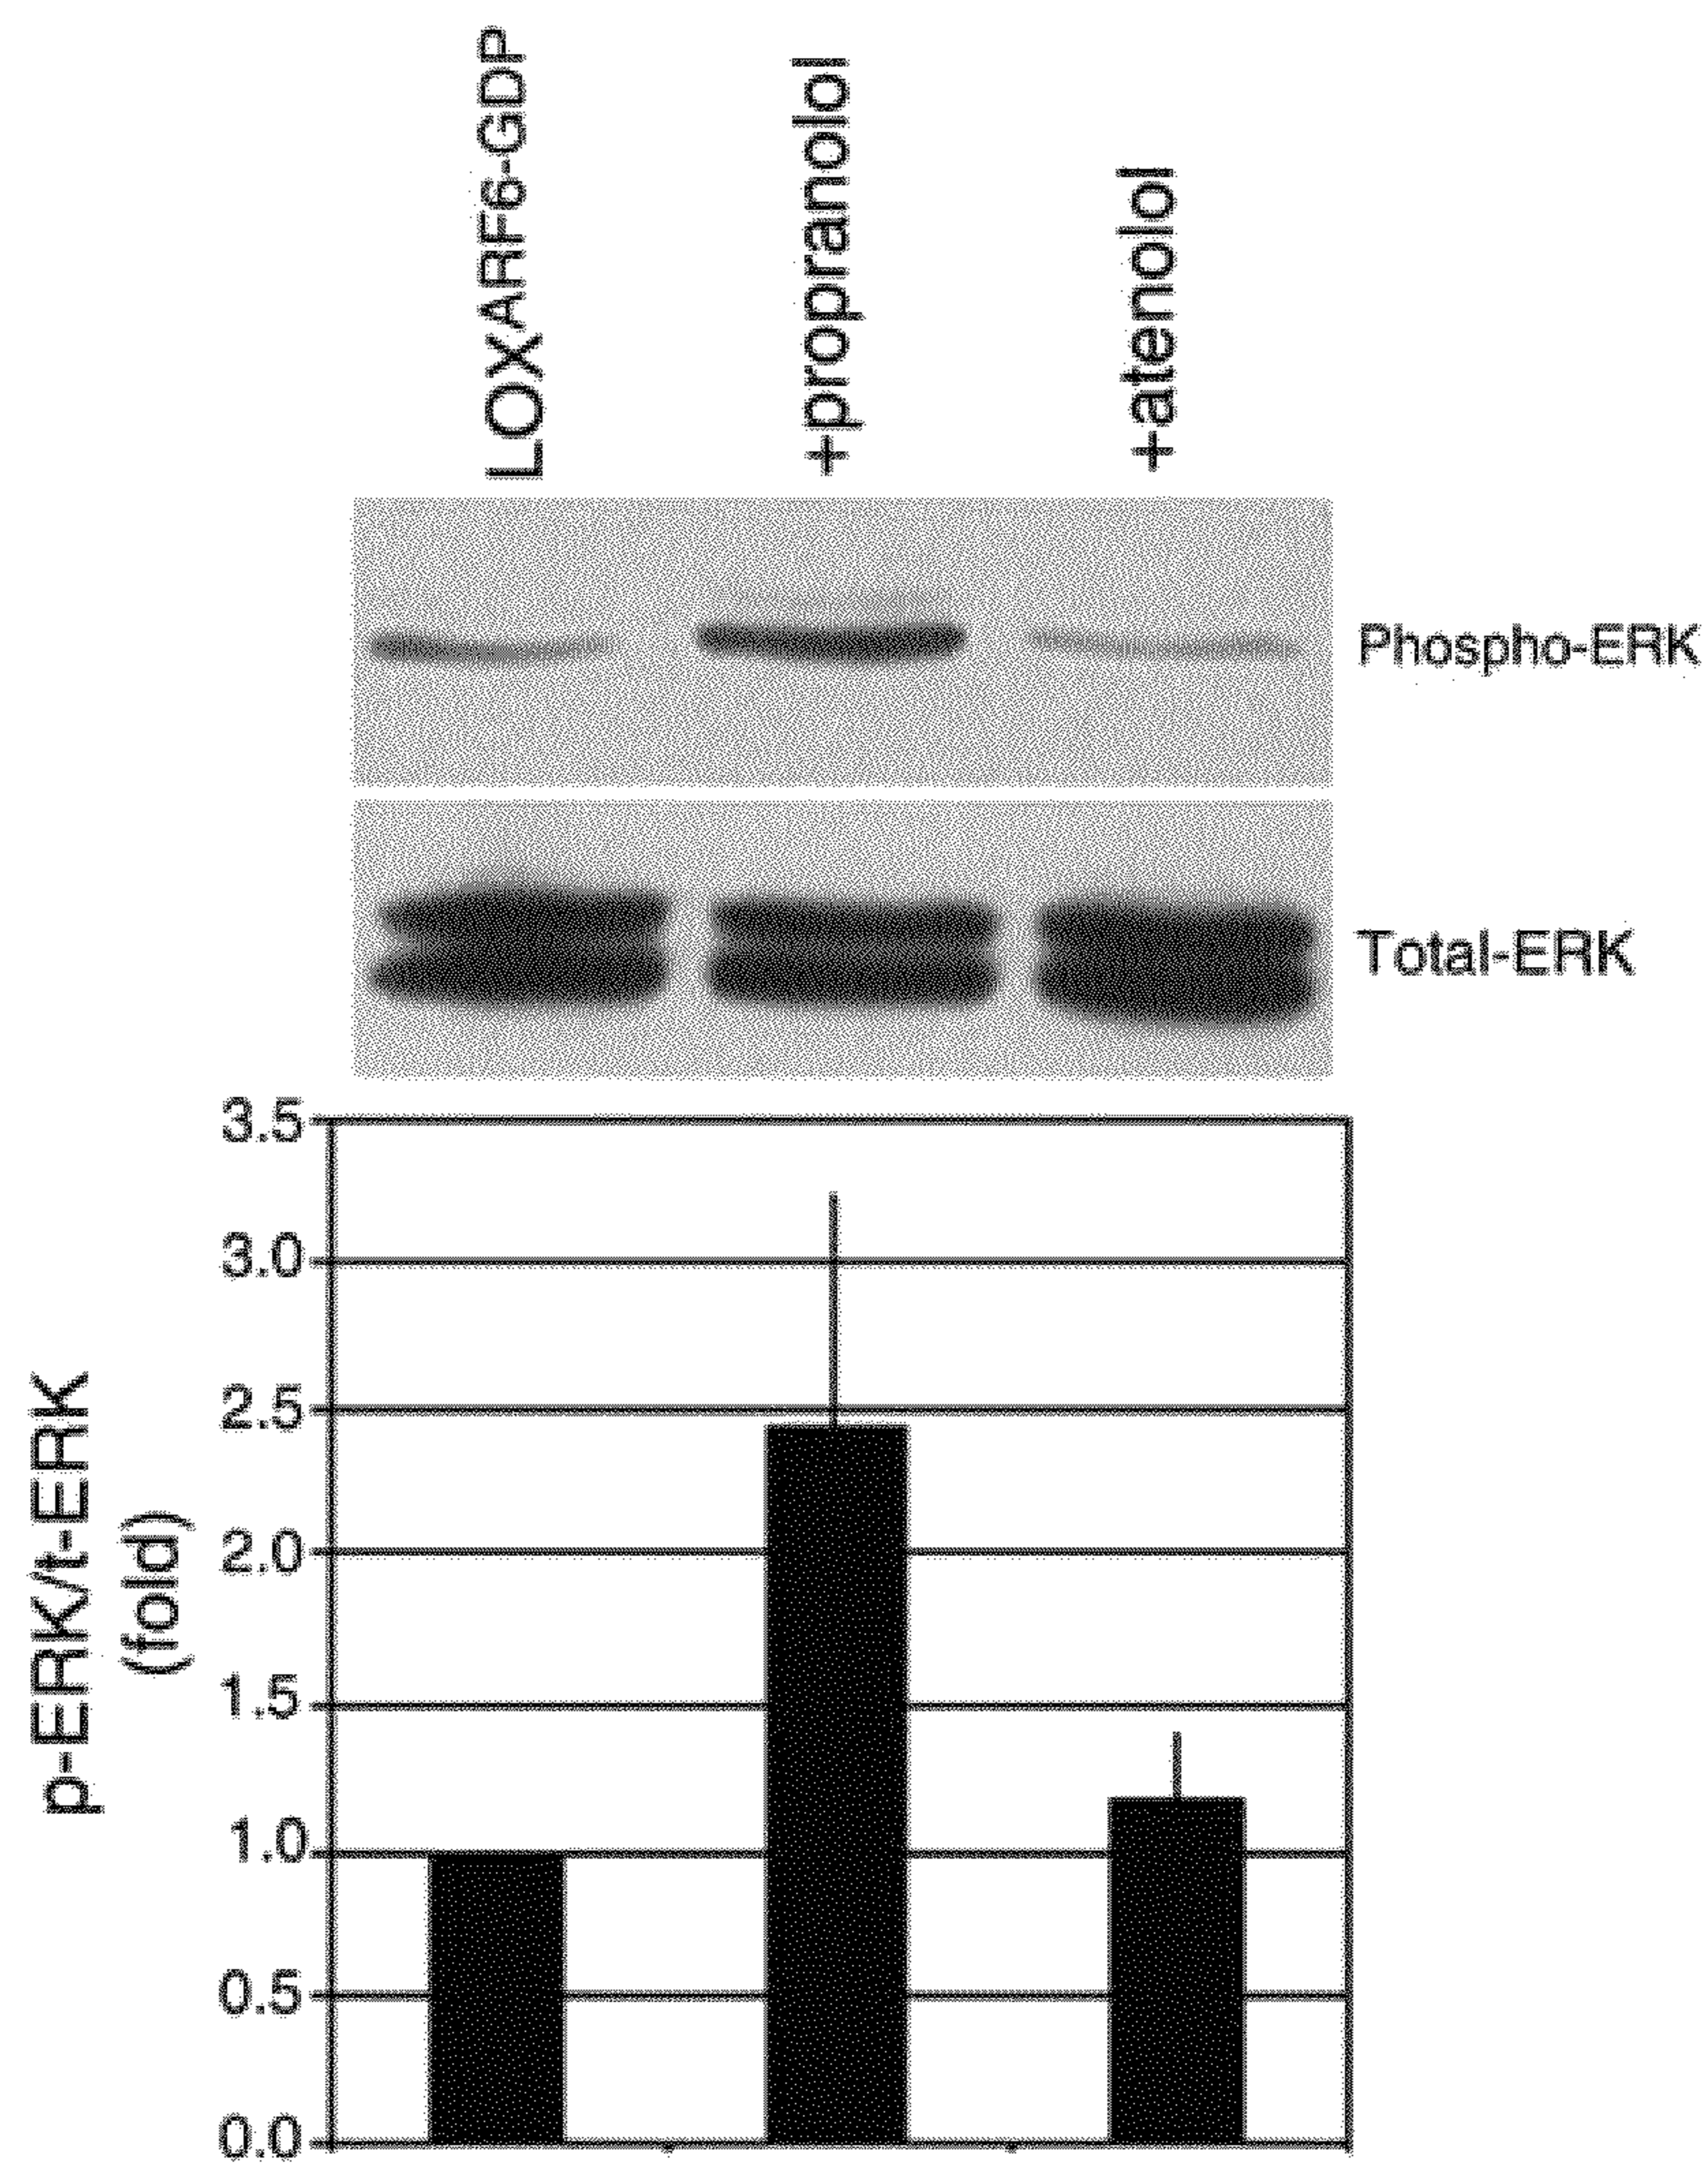 LOXARF6-GDP
+propranolol
+atenolol
Phospho-ERK
Total-ERK
p-ERK/t-ERK
(fold)
3.5
3.0
2.5
2.0
1.5
1.0
0.5
0.0